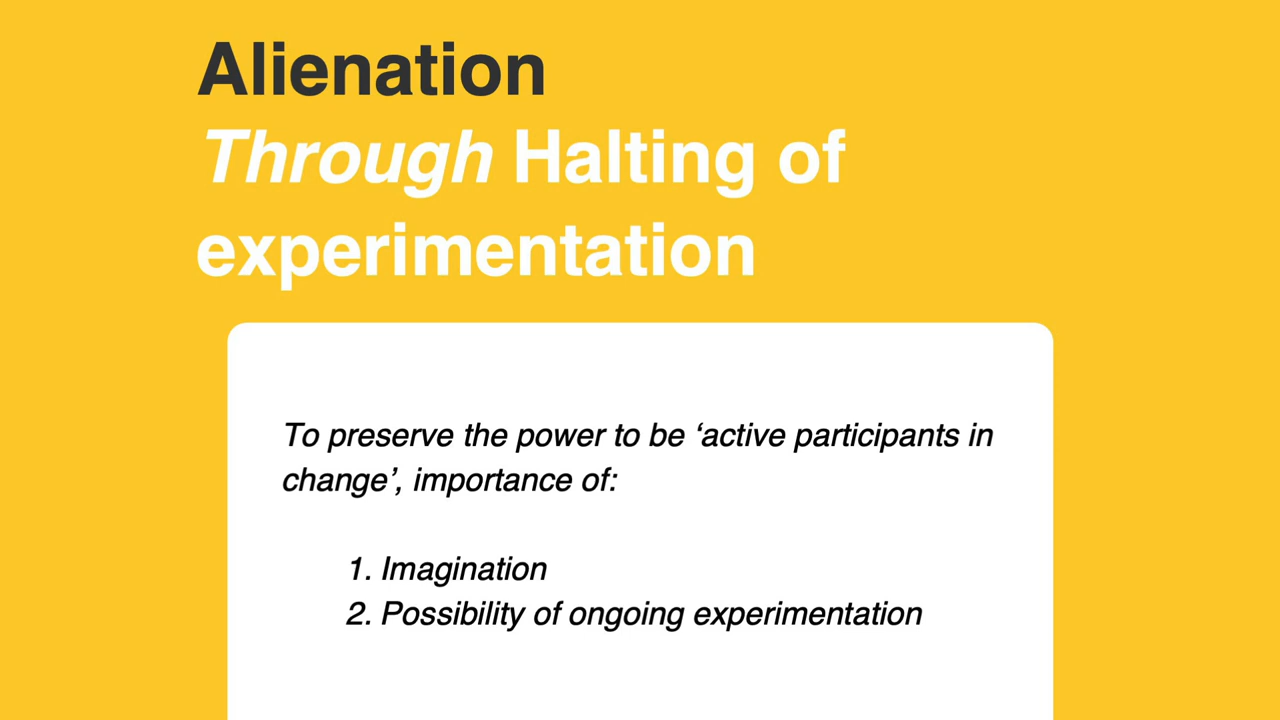 Alienation
Through Halting of
experimentation
To preserve the power to be ‘active participants in
change’, importance of:
1. Imagination
2. Possibility of ongoing experimentation